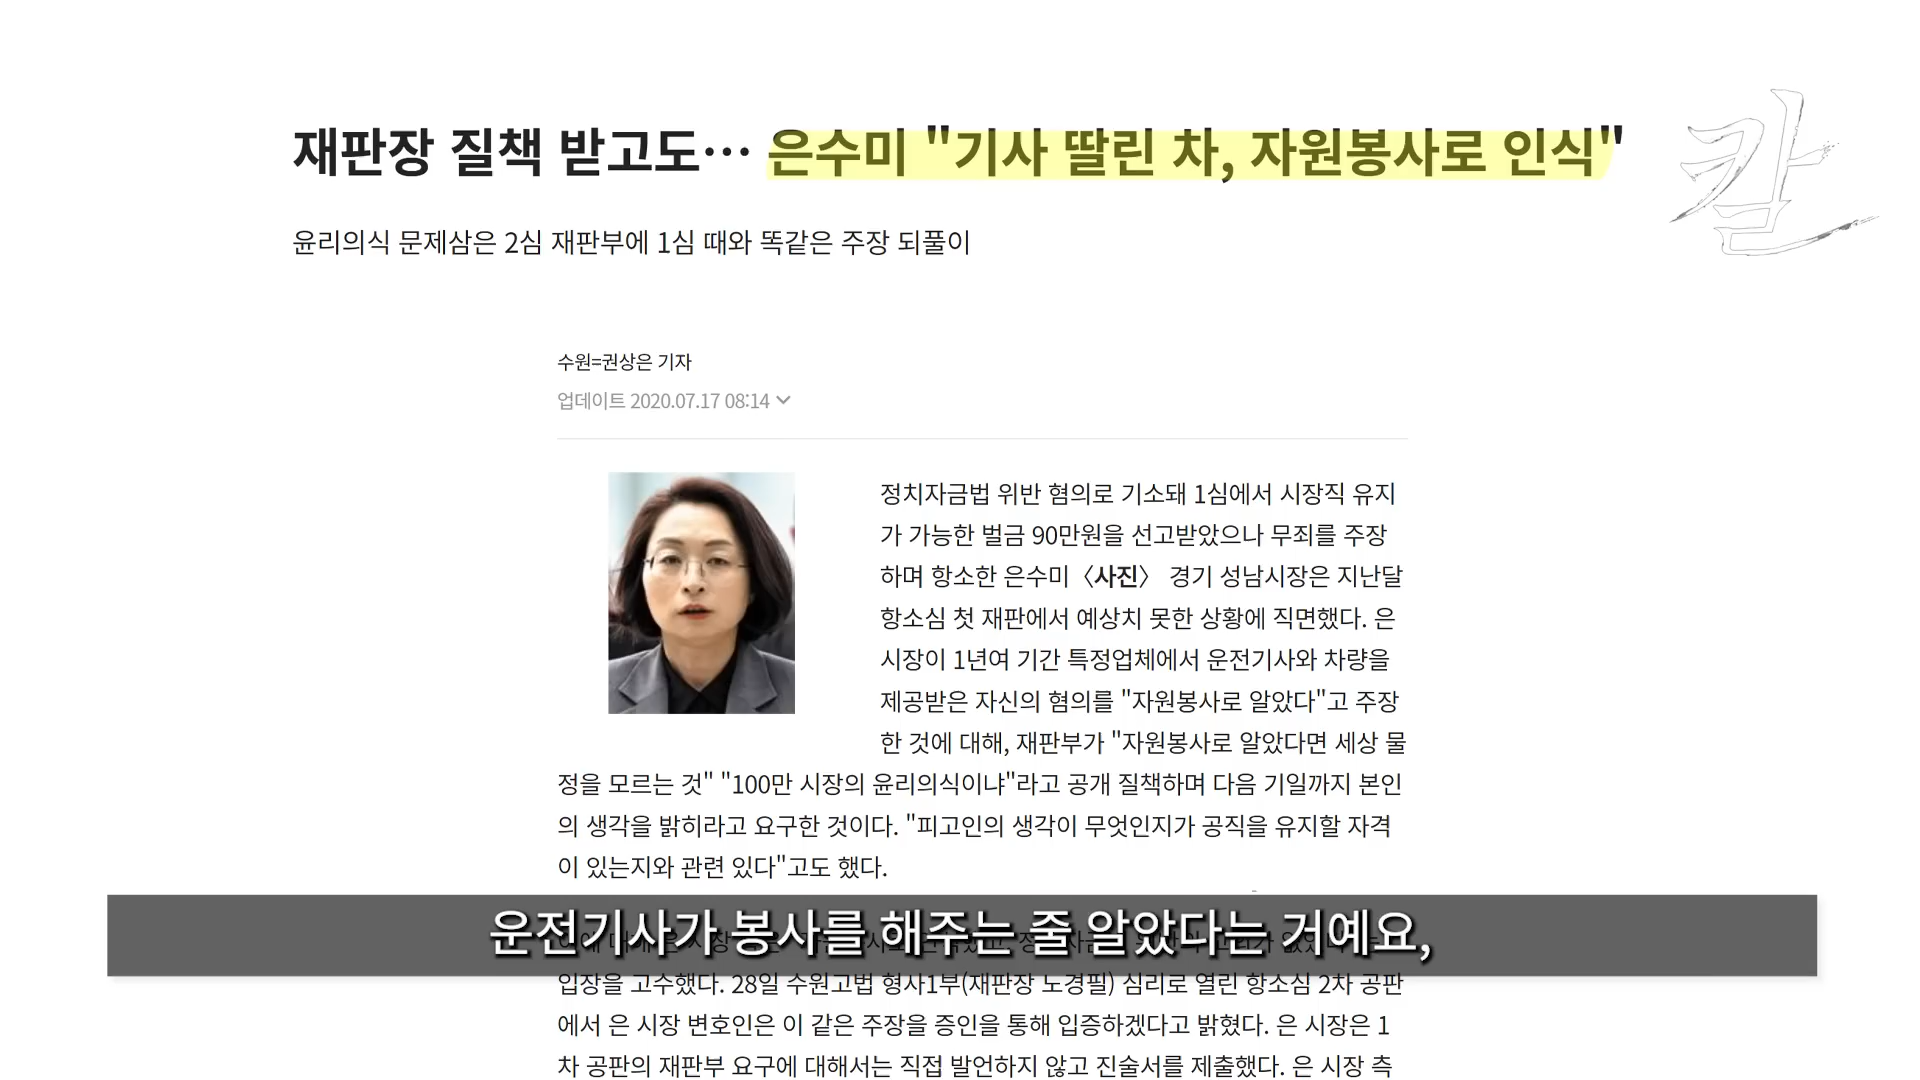 재판장 질책 받고도… 은수미 "기사 딸린 차, 자원봉사로 인식"
칼
윤리의식 문제삼은 2심 재판부에 1심 때와 똑같은 주장 되풀이
수원=권상은 기자
업데이트 2020.07.17 08:14
정치자금법 위반 혐의로 기소돼 1심에서 시장직 유지
가 가능한 벌금 90만원을 선고받았으나 무죄를 주장
하며 항소한 은수미〈사진〉 경기 성남시장은 지난달
항소심 첫 재판에서 예상치 못한 상황에 직면했다. 은
시장이 1년여 기간 특정업체에서 운전기사와 차량을
제공받은 자신의 혐의를 "자원봉사로 알았다"고 주장
한 것에 대해, 재판부가 "자원봉사로 알았다면 세상 물
정을 모르는 것" "100만 시장의 윤리의식이냐"라고 공개 질책하며 다음 기일까지 본인
의 생각을 밝히라고 요구한 것이다. "피고인의 생각이 무엇인지가 공직을 유지할 자격
이 있는지와 관련 있다"고도 했다.
운전기사가 봉사를 해주는 줄 알았다는 거예요,
입장을 고수했다. 28일 수원고법 형사1부(재판장 노경필) 심리로 열린 항소심 2차 공판
에서 은 시장 변호인은 이 같은 주장을 증인을 통해 입증하겠다고 밝혔다. 은 시장은 1
차 공판의 재판부 요구에 대해서는 직접 발언하지 않고 진술서를 제출했다. 은 시장 측